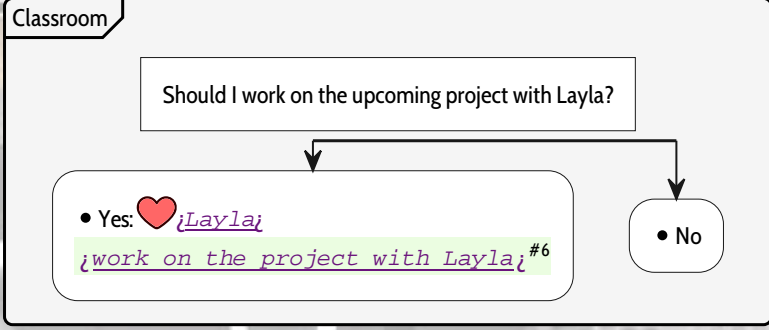 Classroom
Should I work on the upcoming project with Layla?
• Yes: ❤¿Layla¿
¿work on the project with Layla¿#6
• No